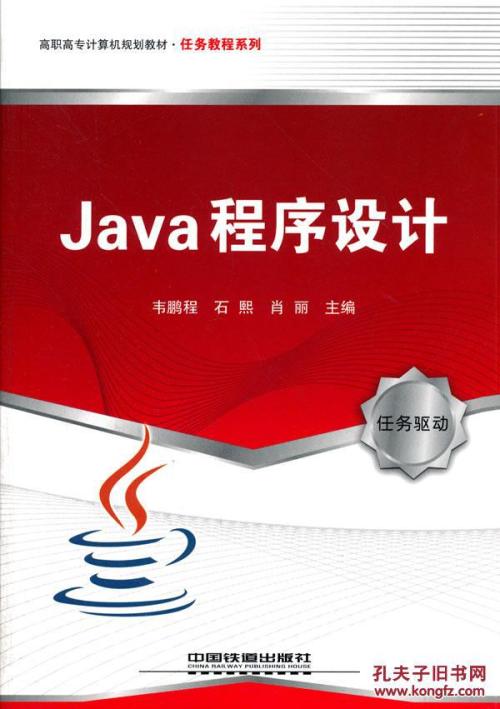 高职高专计算机规划教材·任务教程系列
Java程序设计
韦鹏程 石熙 肖丽 主编
任务驱动
中国铁道出版社
CHINA RAILWAY PUBLISHING HOUSE
孔夫子旧书网
www.kongfz.com